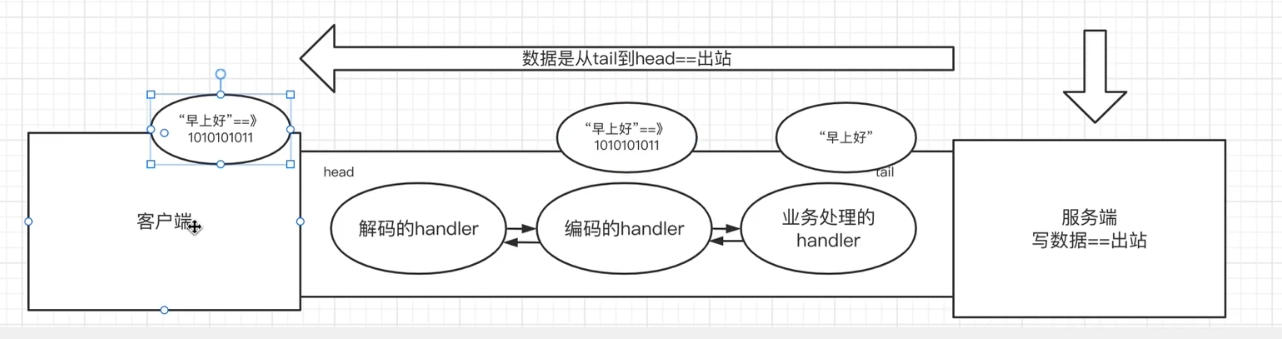 数据是从tail到head==出站
“早上好”==》
1010101011
“早上好”==》
1010101011
“早上好”
head
tail
客户端
解码的handler
编码的handler
业务处理的
handler
服务端
写数据==出站